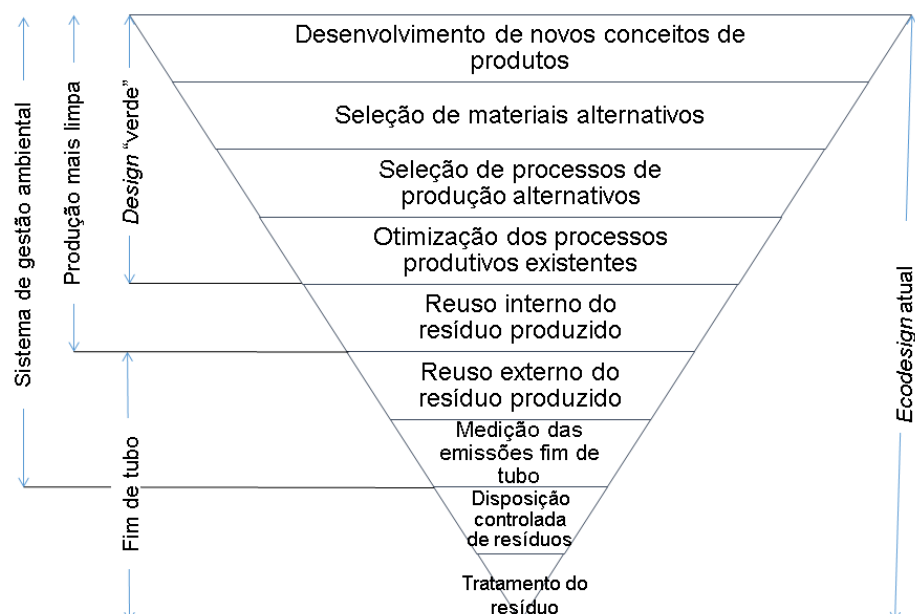 Desenvolvimento de novos conceitos de
produtos
Seleção de materiais alternativos
Seleção de processos de
produção alternativos
Otimização dos processos
produtivos existentes
Reuso interno do
resíduo produzido
Reuso externo do
resíduo produzido
Medição das
emissões fim de
tubo
Disposição
controlada
de resíduos
Tratamento do
resíduo
Sistema de gestão ambiental
Produção mais limpa
Design “verde”
Fim de tubo
Ecodesign atual